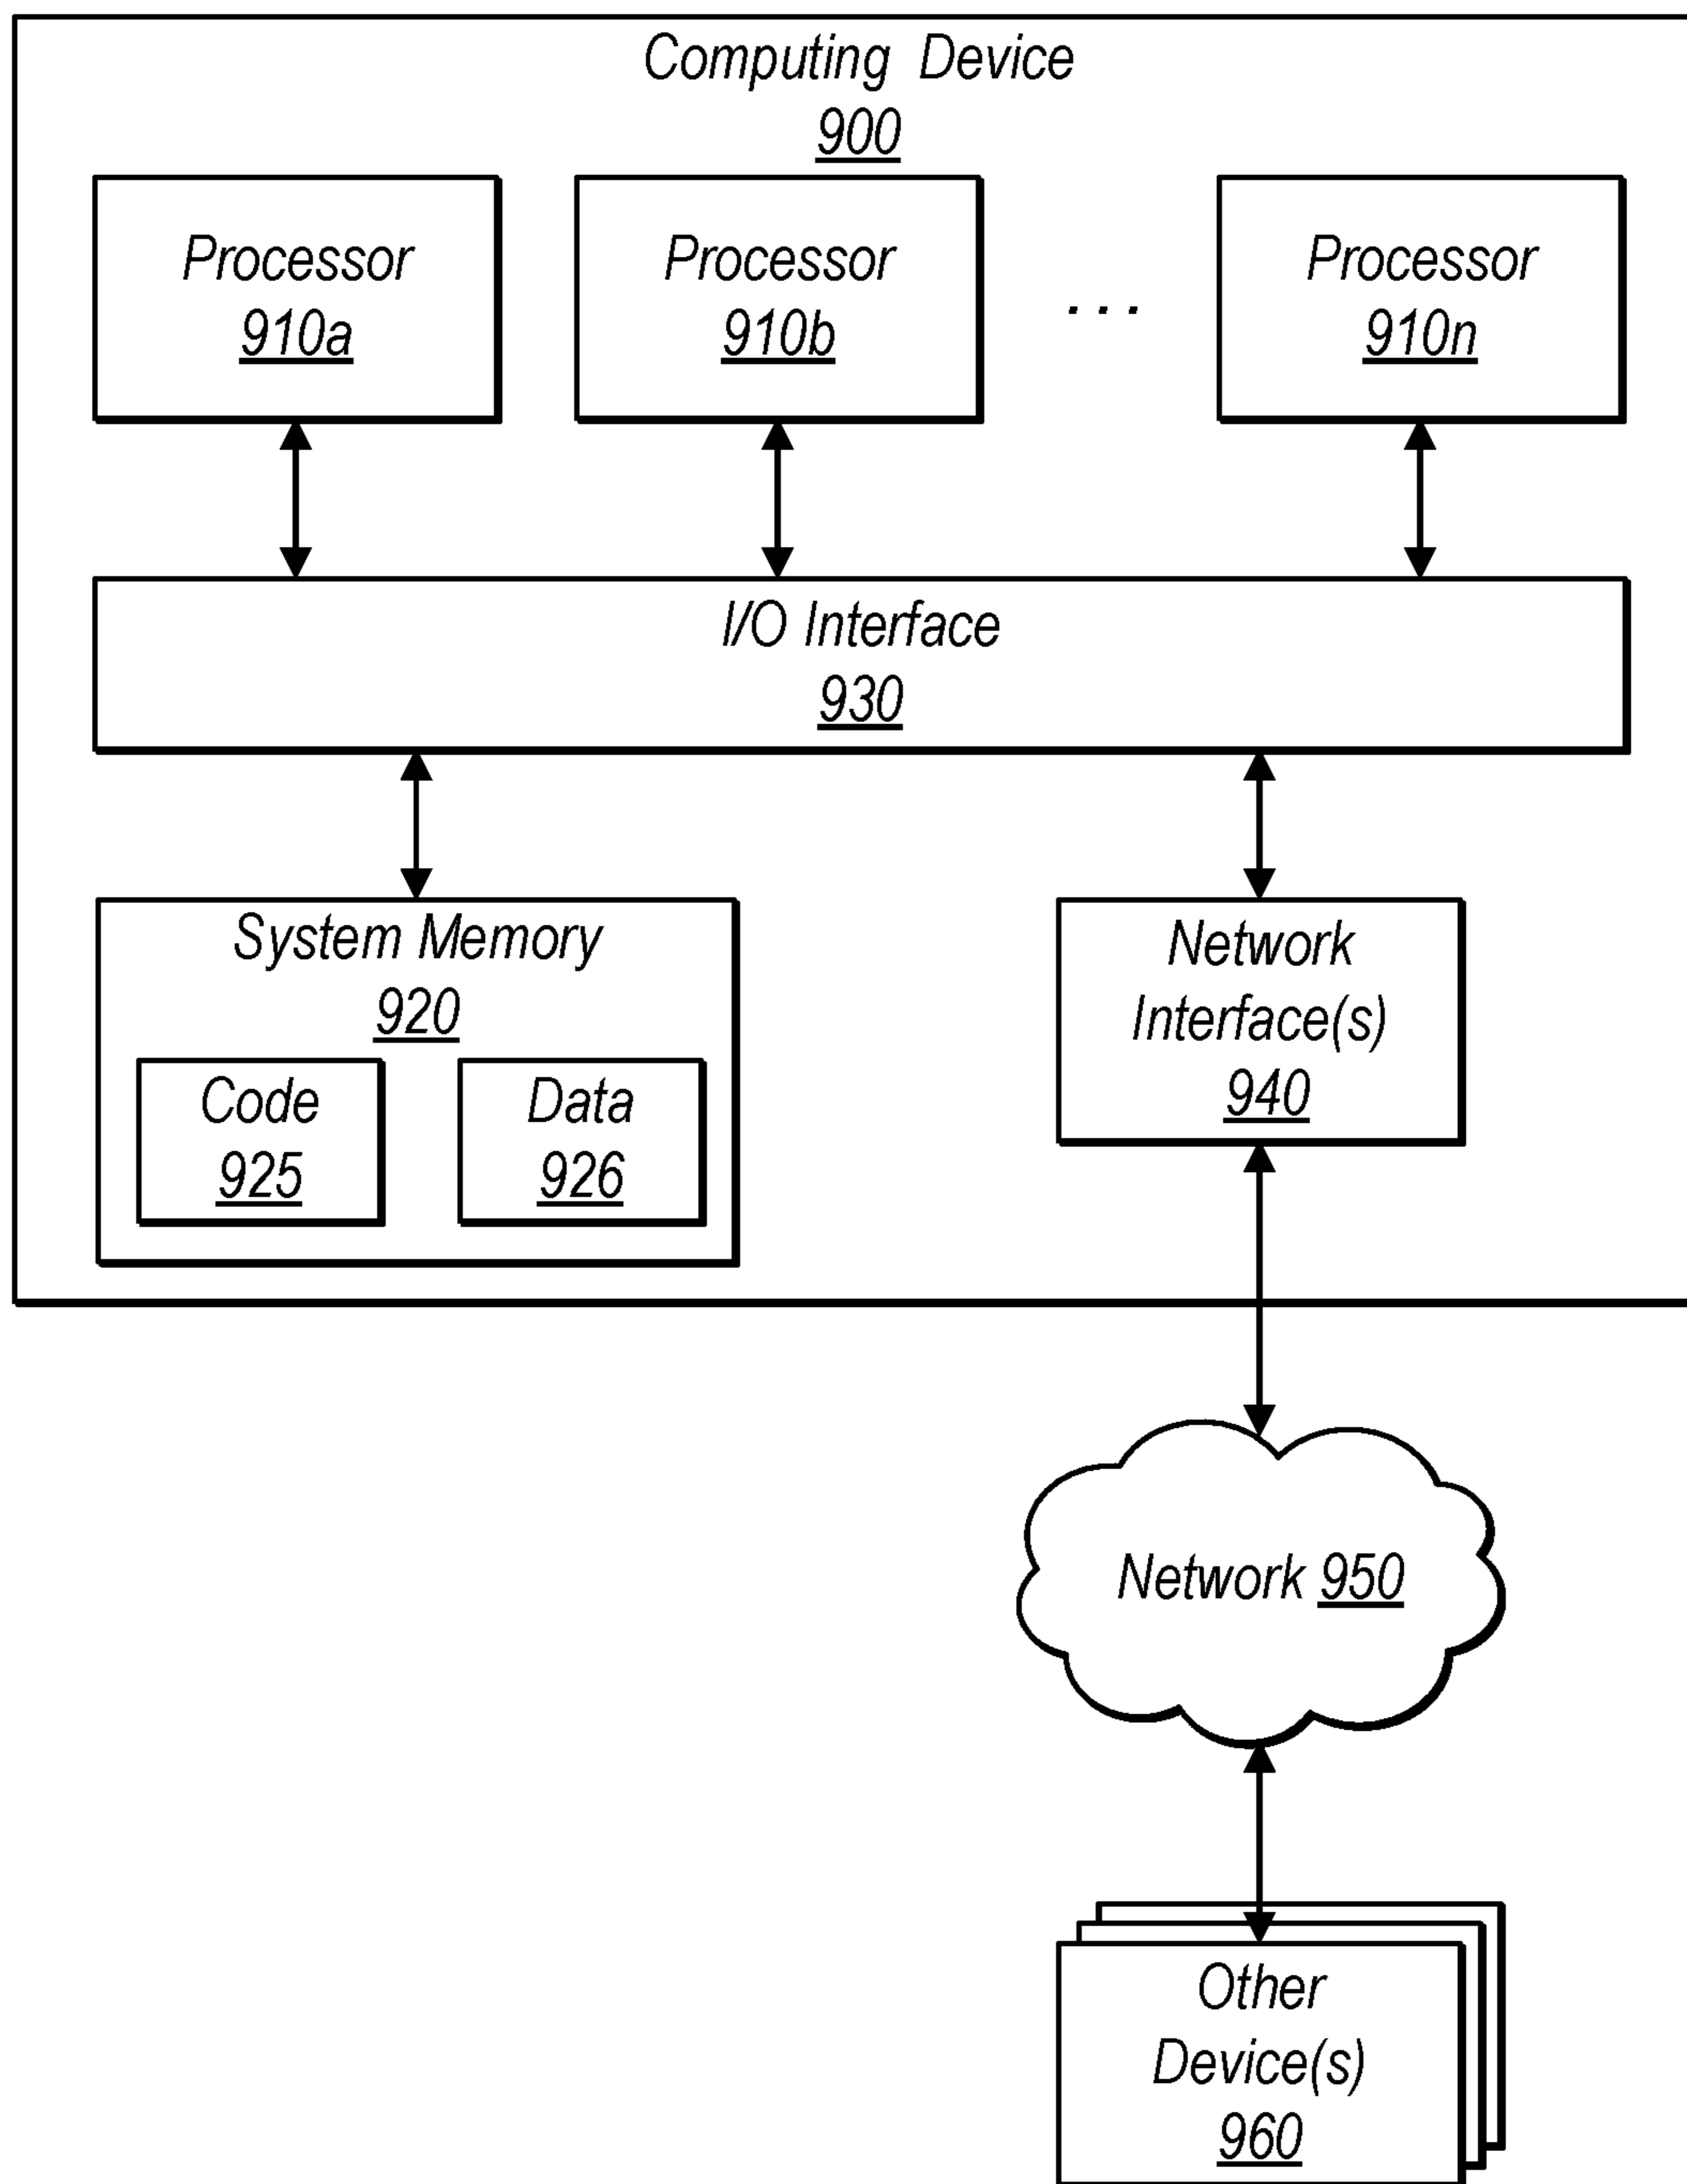 Computing Device
900
Processor
910a
Processor
910b
. . .
Processor
910n
I/O Interface
930
System Memory
920
Code
925
Data
926
Network
Interface(s)
940
Network 950
Other
Device(s)
960